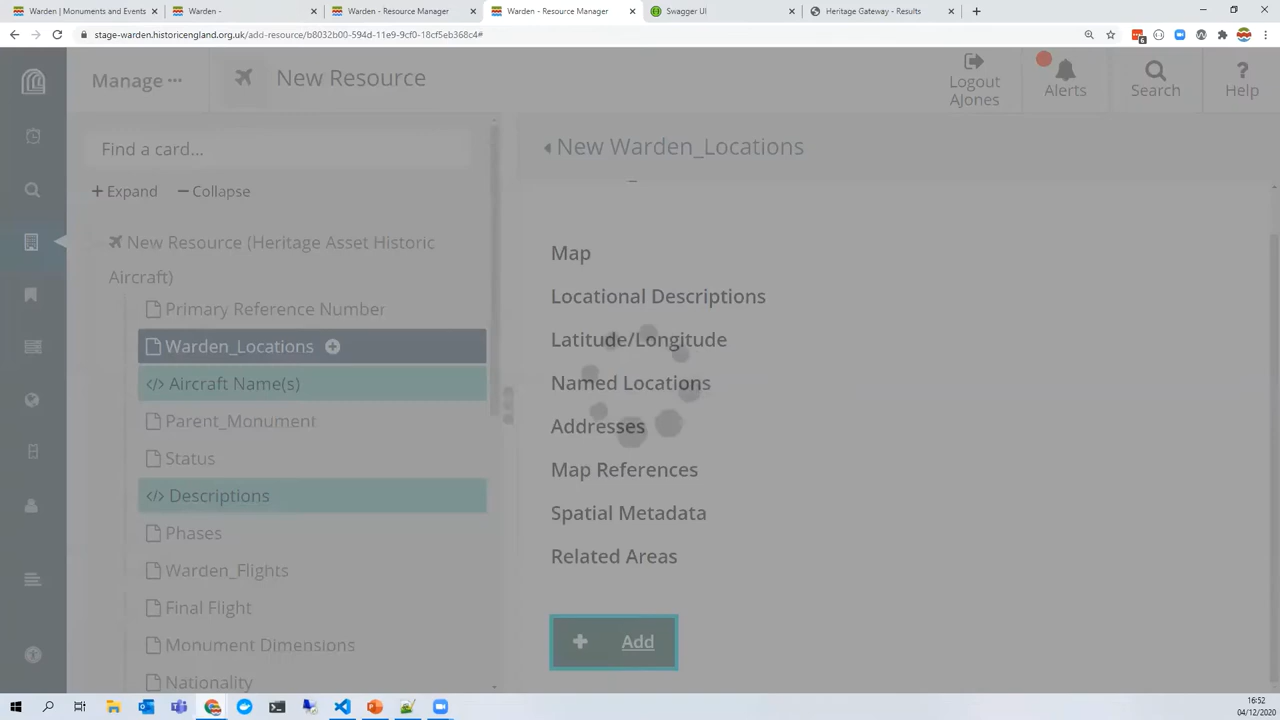 Warden | Monuments and Events
Warden -
Warden - Resource Manager
Warden - Resource Manager
Swagger UI
Heritage Gateway - Results
stage-warden.historicengland.org.uk/add-resource/b8032b00-594d-11e9-9cf0-18cf5eb368c4#
Manage ...
New Resource
Logout
AJones
Alerts
Search
Help
Find a card...
+ Expand
− Collapse
New Warden_Locations
New Resource (Heritage Asset Historic
Aircraft)
Primary Reference Number
Warden_Locations
</> Aircraft Name(s)
Parent_Monument
Status
</> Descriptions
Phases
Warden_Flights
Final Flight
Monument Dimensions
Nationality
Map
Locational Descriptions
Latitude/Longitude
Named Locations
Addresses
Map References
Spatial Metadata
Related Areas
+ Add
16:52
04/12/2020